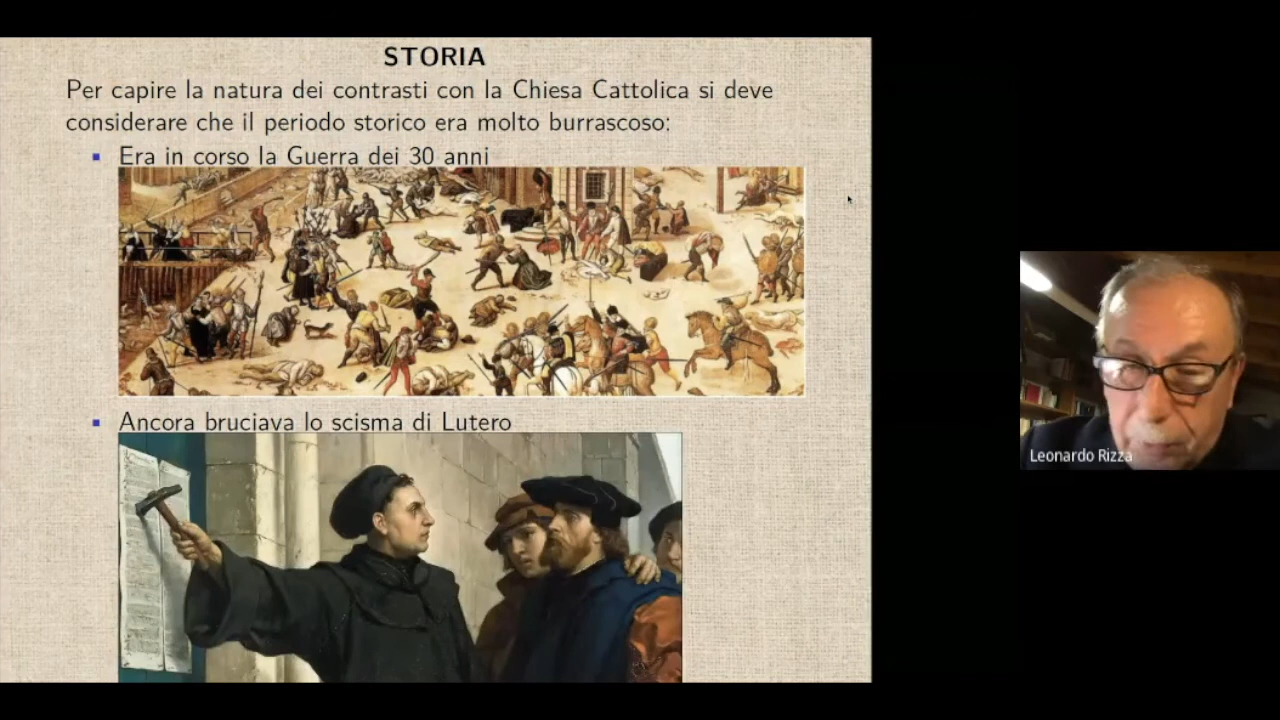 STORIA
Per capire la natura dei contrasti con la Chiesa Cattolica si deve
considerare che il periodo storico era molto burrascoso:
Era in corso la Guerra dei 30 anni
Ancora bruciava lo scisma di Lutero
Leonardo Rizza